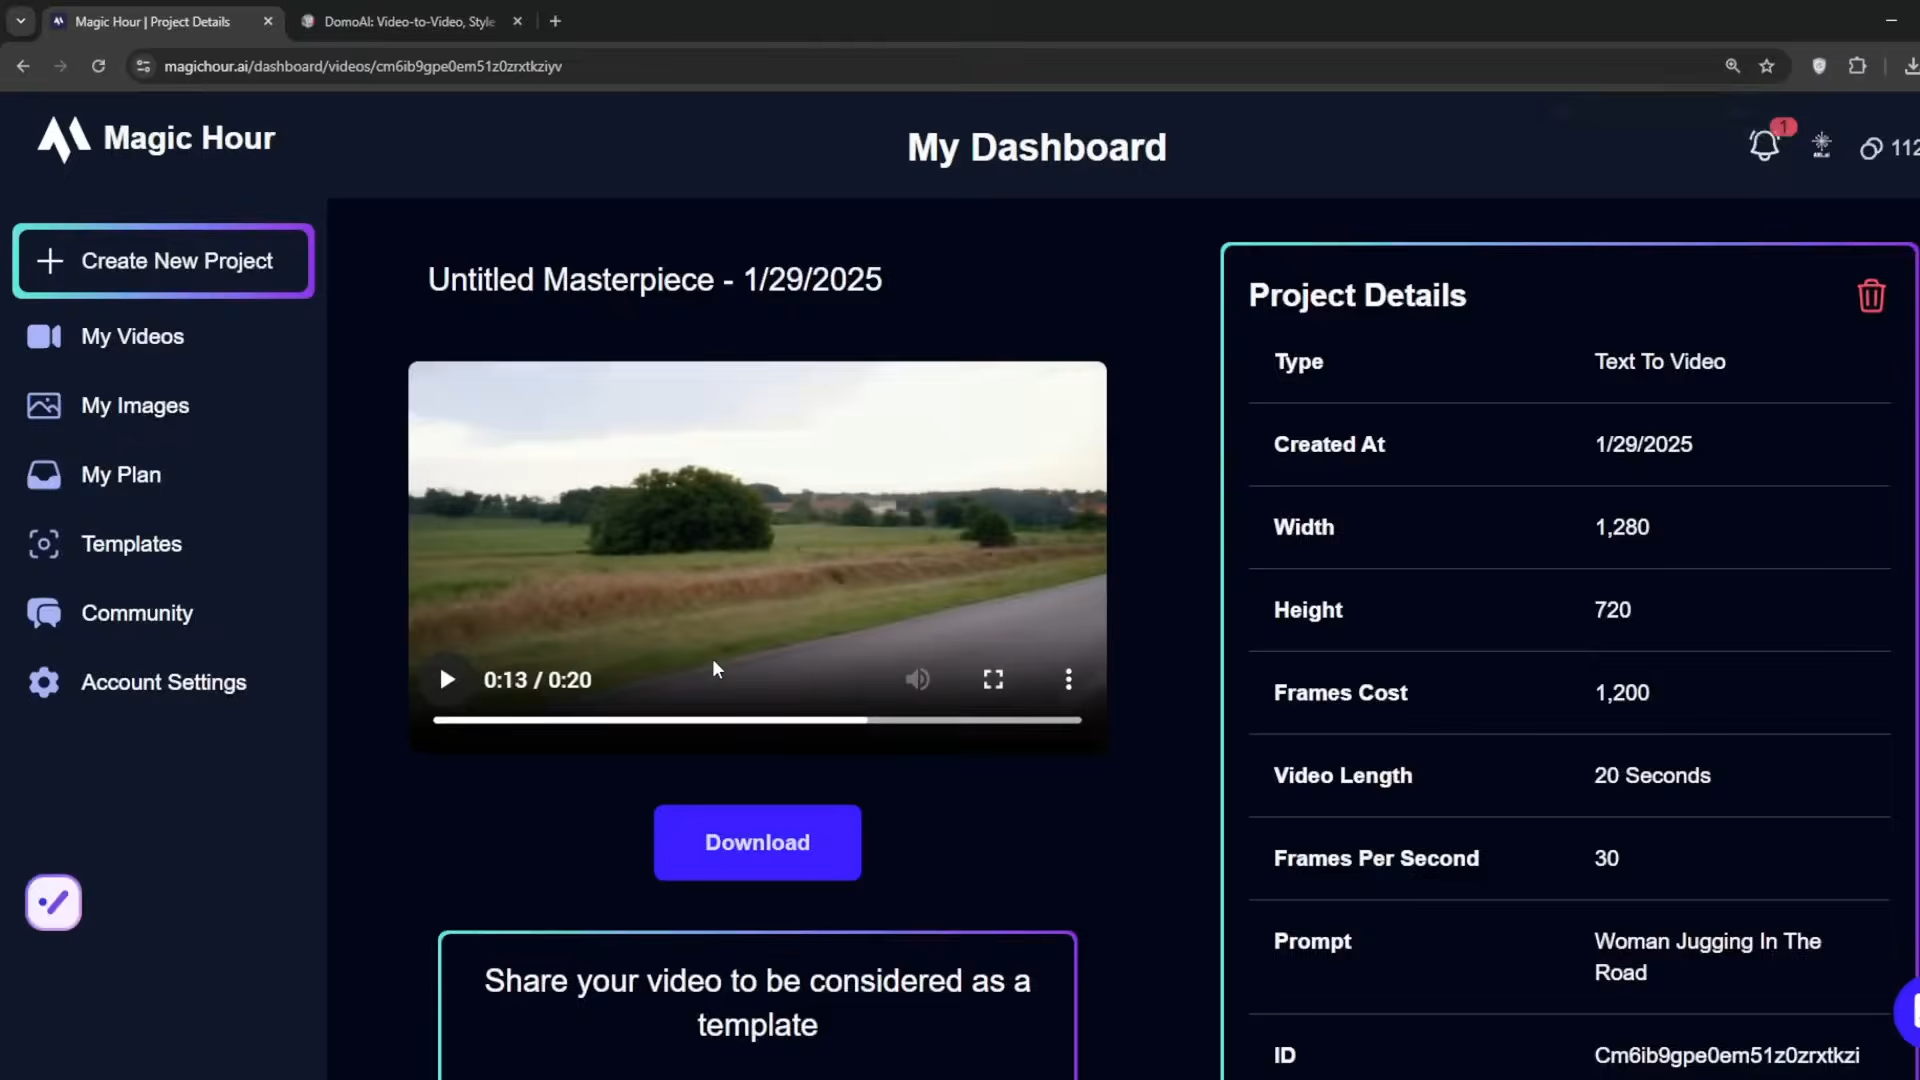 Magic Hour | Project Details
DomoAI: Video-to-Video, Style
magichour.ai/dashboard/videos/cm6ib9gpe0em51z0zrxtkziyv
Magic Hour
My Dashboard
1
112
Create New Project
My Videos
My Images
My Plan
Templates
Community
Account Settings
Untitled Masterpiece - 1/29/2025
0:13 / 0:20
Download
Share your video to be considered as a
template
Project Details
Type Text To Video
Created At 1/29/2025
Width 1,280
Height 720
Frames Cost 1,200
Video Length 20 Seconds
Frames Per Second 30
Prompt Woman Jugging In The
Road
ID Cm6ib9gpe0em51z0zrxtkzi